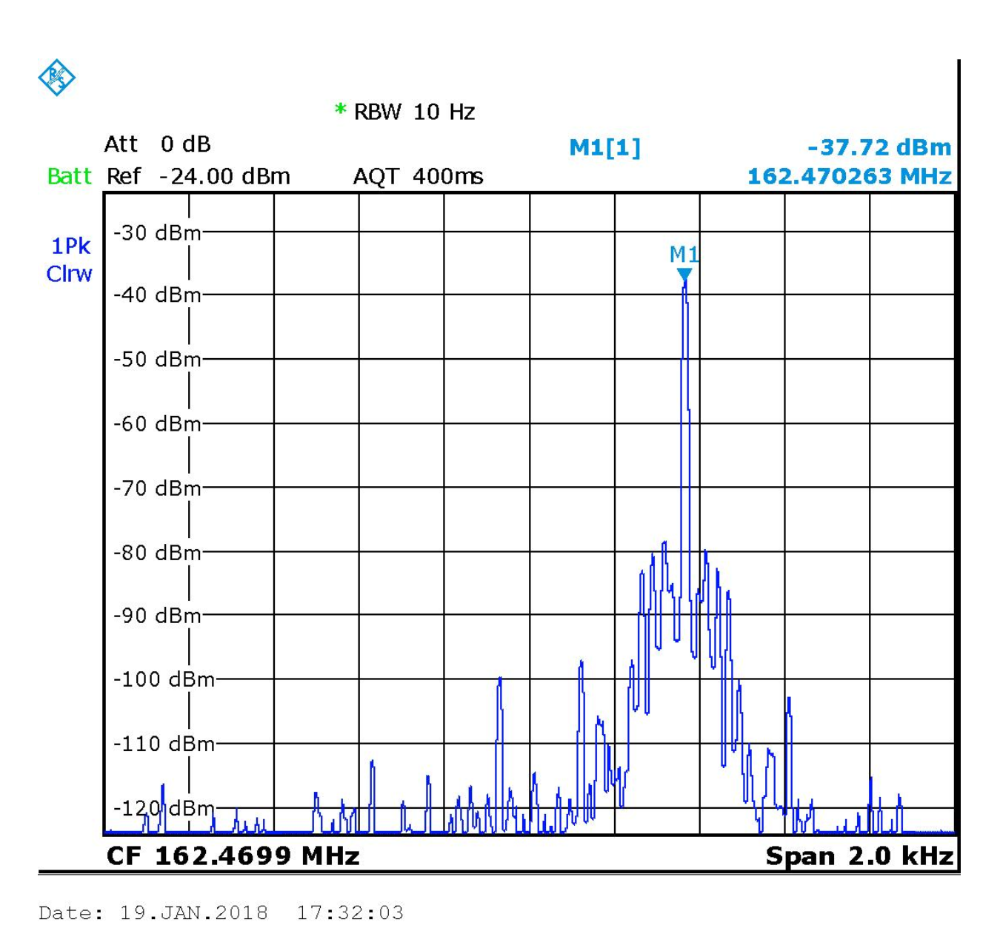 RS
* RBW 10 Hz
Att 0 dB M1[1] -37.72 dBm
Batt Ref -24.00 dBm AQT 400ms 162.470263 MHz
-30 dBm
1Pk
M1
Clrw
-40 dBm
-50 dBm
-60 dBm
-70 dBm
-80 dBm
-90 dBm
-100 dBm
-110 dBm
-120 dBm
CF 162.4699 MHz Span 2.0 kHz
Date: 19.JAN.2018 17:32:03